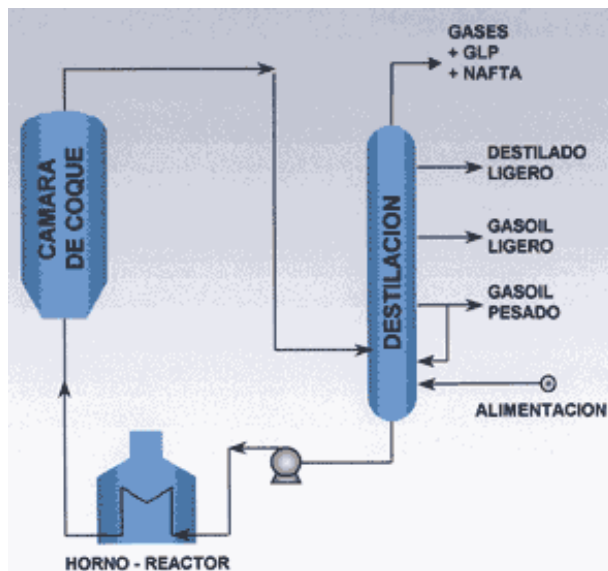 GASES
+ GLP
+ NAFTA
CAMARA
DE COQUE
DESTILACION
DESTILADO
LIGERO
GASOIL
LIGERO
GASOIL
PESADO
ALIMENTACION
HORNO - REACTOR